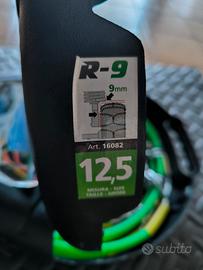 R-9
9mm
Art. 16082
12,5
MISURA - SIZE
TAILLE - GRÖSSE
subito